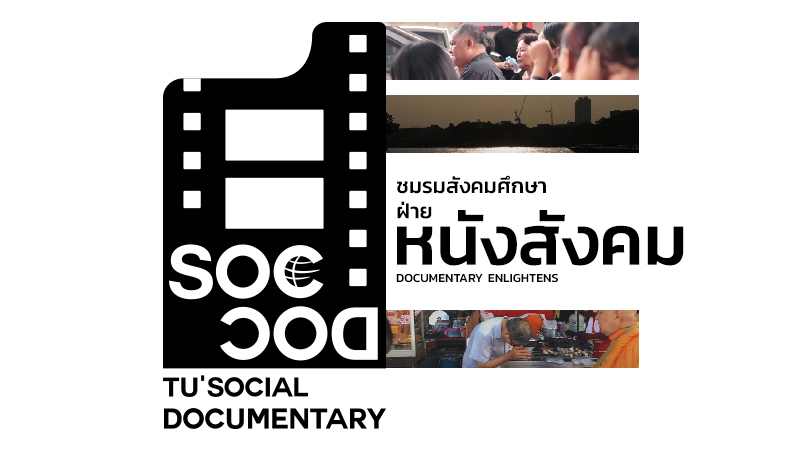 SOC
DOC
TU'SOCIAL
DOCUMENTARY
ชมรมสังคมศึกษา
ฝ่าย
หนังสังคม
DOCUMENTARY ENLIGHTENS